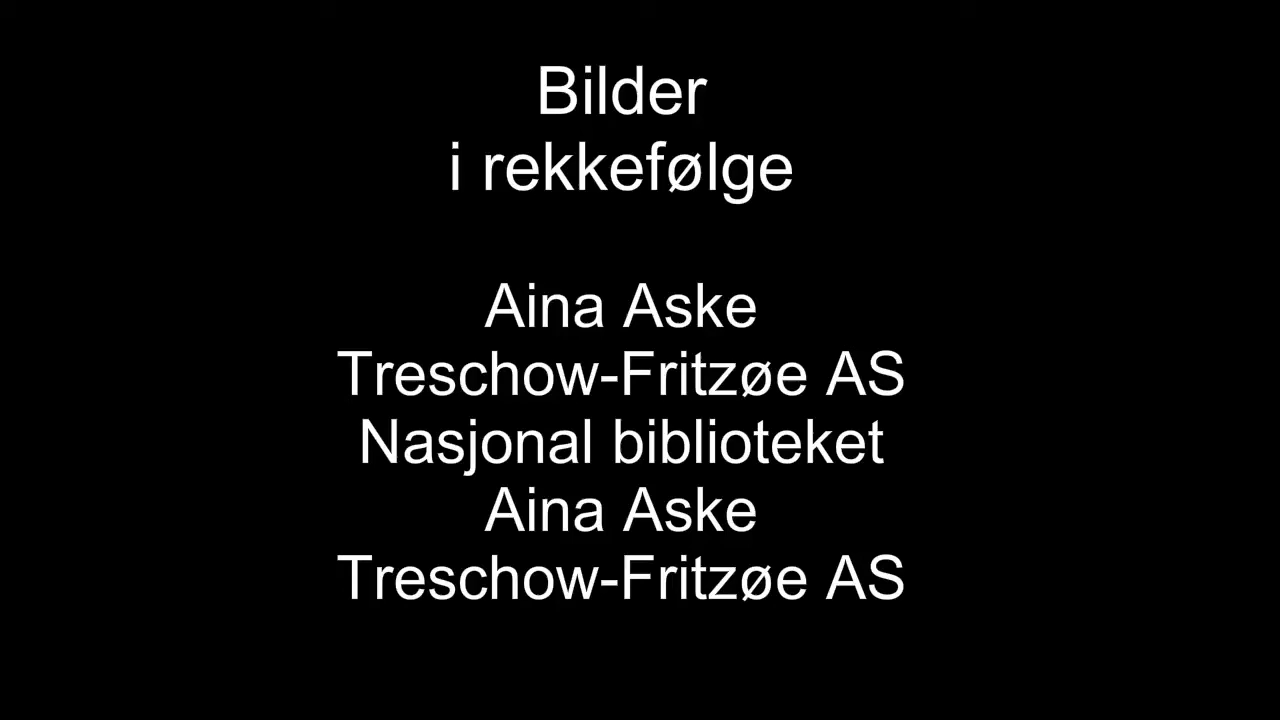 Bilder
i rekkefølge
Aina Aske
Treschow-Fritzøe AS
Nasjonal biblioteket
Aina Aske
Treschow-Fritzøe AS